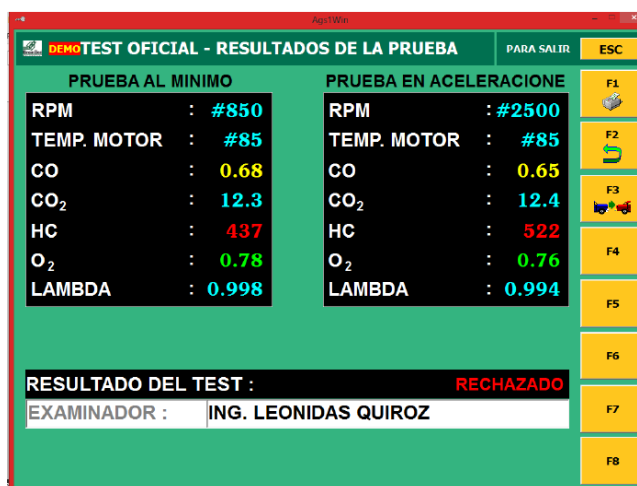 Ags1Win
DEMO TEST OFICIAL - RESULTADOS DE LA PRUEBA PARA SALIR ESC
PRUEBA AL MINIMO
RPM : #850
TEMP. MOTOR : #85
CO : 0.68
CO₂ : 12.3
HC : 437
O₂ : 0.78
LAMBDA : 0.998
PRUEBA EN ACELERACIONE
RPM : #2500
TEMP. MOTOR : #85
CO : 0.65
CO₂ : 12.4
HC : 522
O₂ : 0.76
LAMBDA : 0.994
RESULTADO DEL TEST : RECHAZADO
EXAMINADOR : ING. LEONIDAS QUIROZ
F1
F2
F3
F4
F5
F6
F7
F8